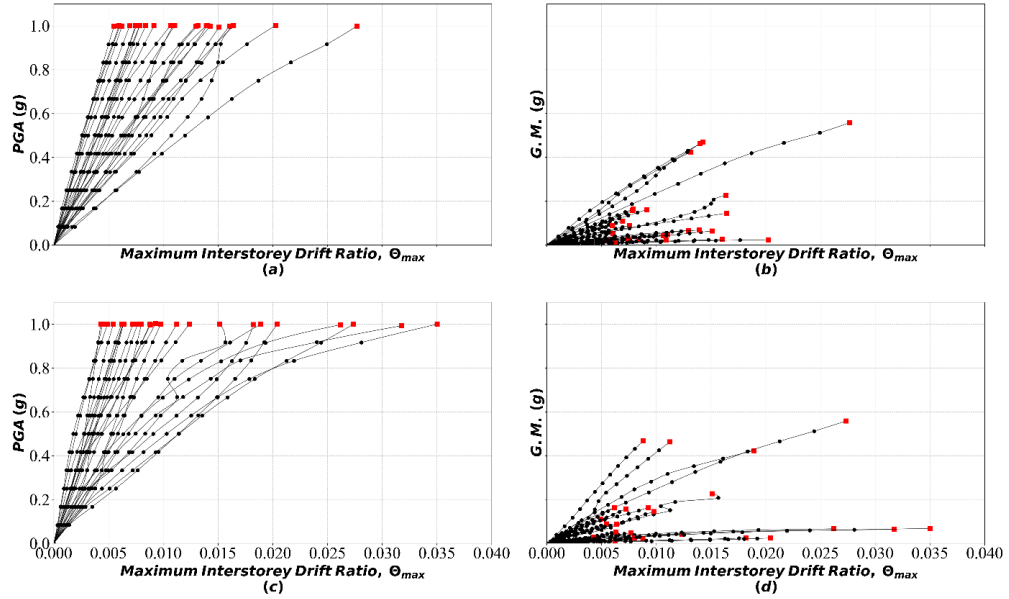 1.0
0.8
0.6
0.4
0.2
0.0
PGA (g)
Maximum Interstorey Drift Ratio, Θmax
(a)
G.M. (g)
Maximum Interstorey Drift Ratio, Θmax
(b)
1.0
0.8
0.6
0.4
0.2
0.0
PGA (g)
0.000 0.005 0.010 0.015 0.020 0.025 0.030 0.035 0.040
Maximum Interstorey Drift Ratio, Θmax
(c)
G.M. (g)
0.000 0.005 0.010 0.015 0.020 0.025 0.030 0.035 0.040
Maximum Interstorey Drift Ratio, Θmax
(d)